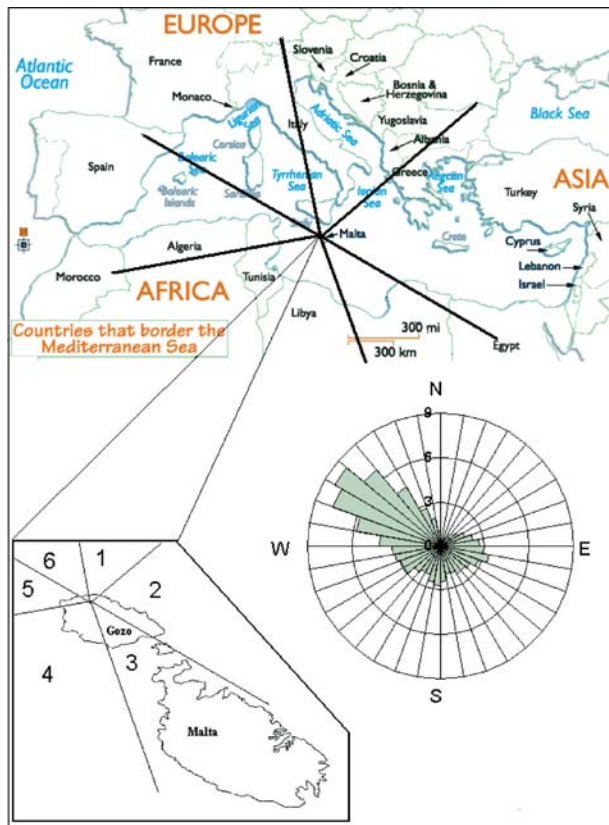 EUROPE
Slovenia
Croatia
Atlantic
Ocean
France
Bosnia &
Herzegovina
Monaco
Ligurian
Sea
Italy
Adriatic Sea
Yugoslavia
Black Sea
Corsica
Albania
Spain
Balearic
Sea
Tyrrhenian
Sea
Greece
Aegean
Sea
ASIA
Balearic
Islands
Sardinia
Ionian
Sea
Turkey
Syria
Malta
Crete
Cyprus
Algeria
Lebanon
Morocco
AFRICA
Tunisia
Israel
Libya
Countries that border the
Mediterranean Sea
300 mi
300 km
Egypt
N
9
6
3
0
W
E
S
6
1
5
2
Gozo
4
3
Malta